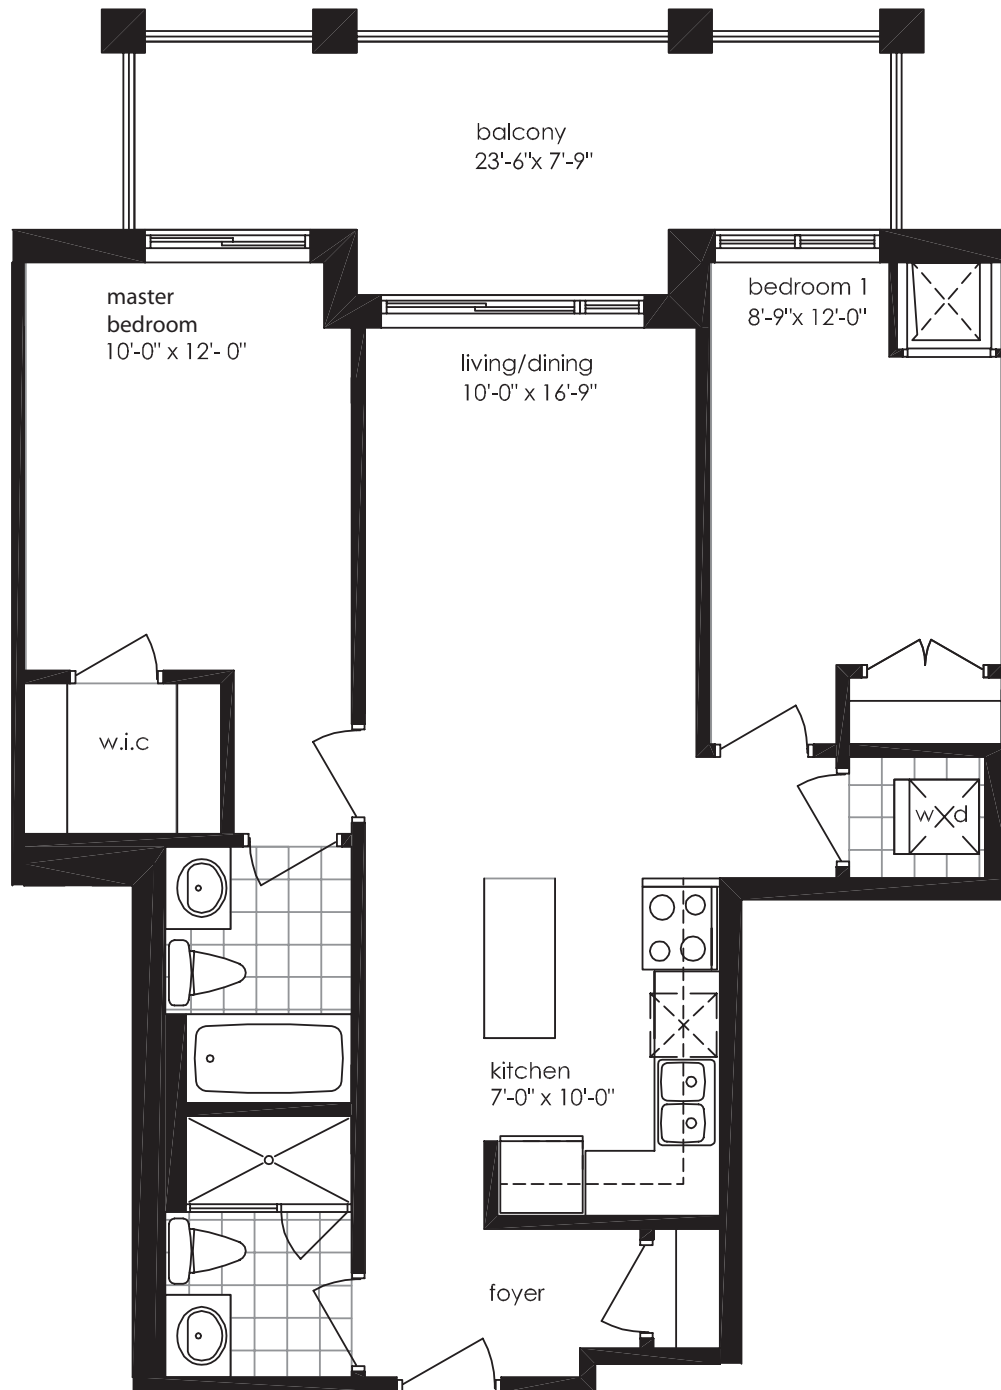 balcony
23'-6"x 7'-9"
master
bedroom
10'-0" x 12'- 0"
bedroom 1
8'-9"x 12'-0"
living/dining
10'-0" x 16'-9"
w.i.c
w d
kitchen
7'-0" x 10'-0"
foyer